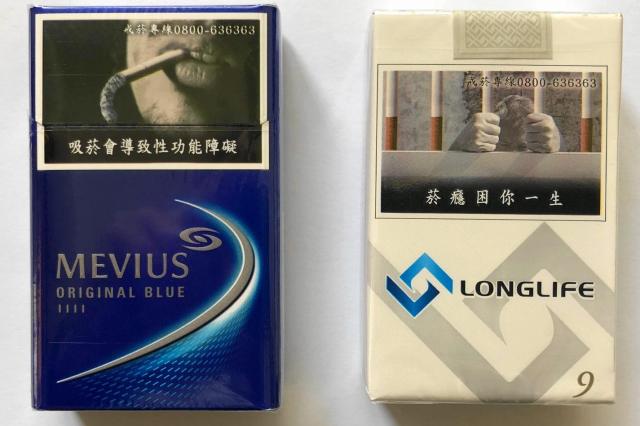 戒菸專線0800-636363
吸菸會導致性功能障礙
MEVIUS
ORIGINAL BLUE
戒菸專線0800-636363
菸癮困你一生
LONGLIFE
9